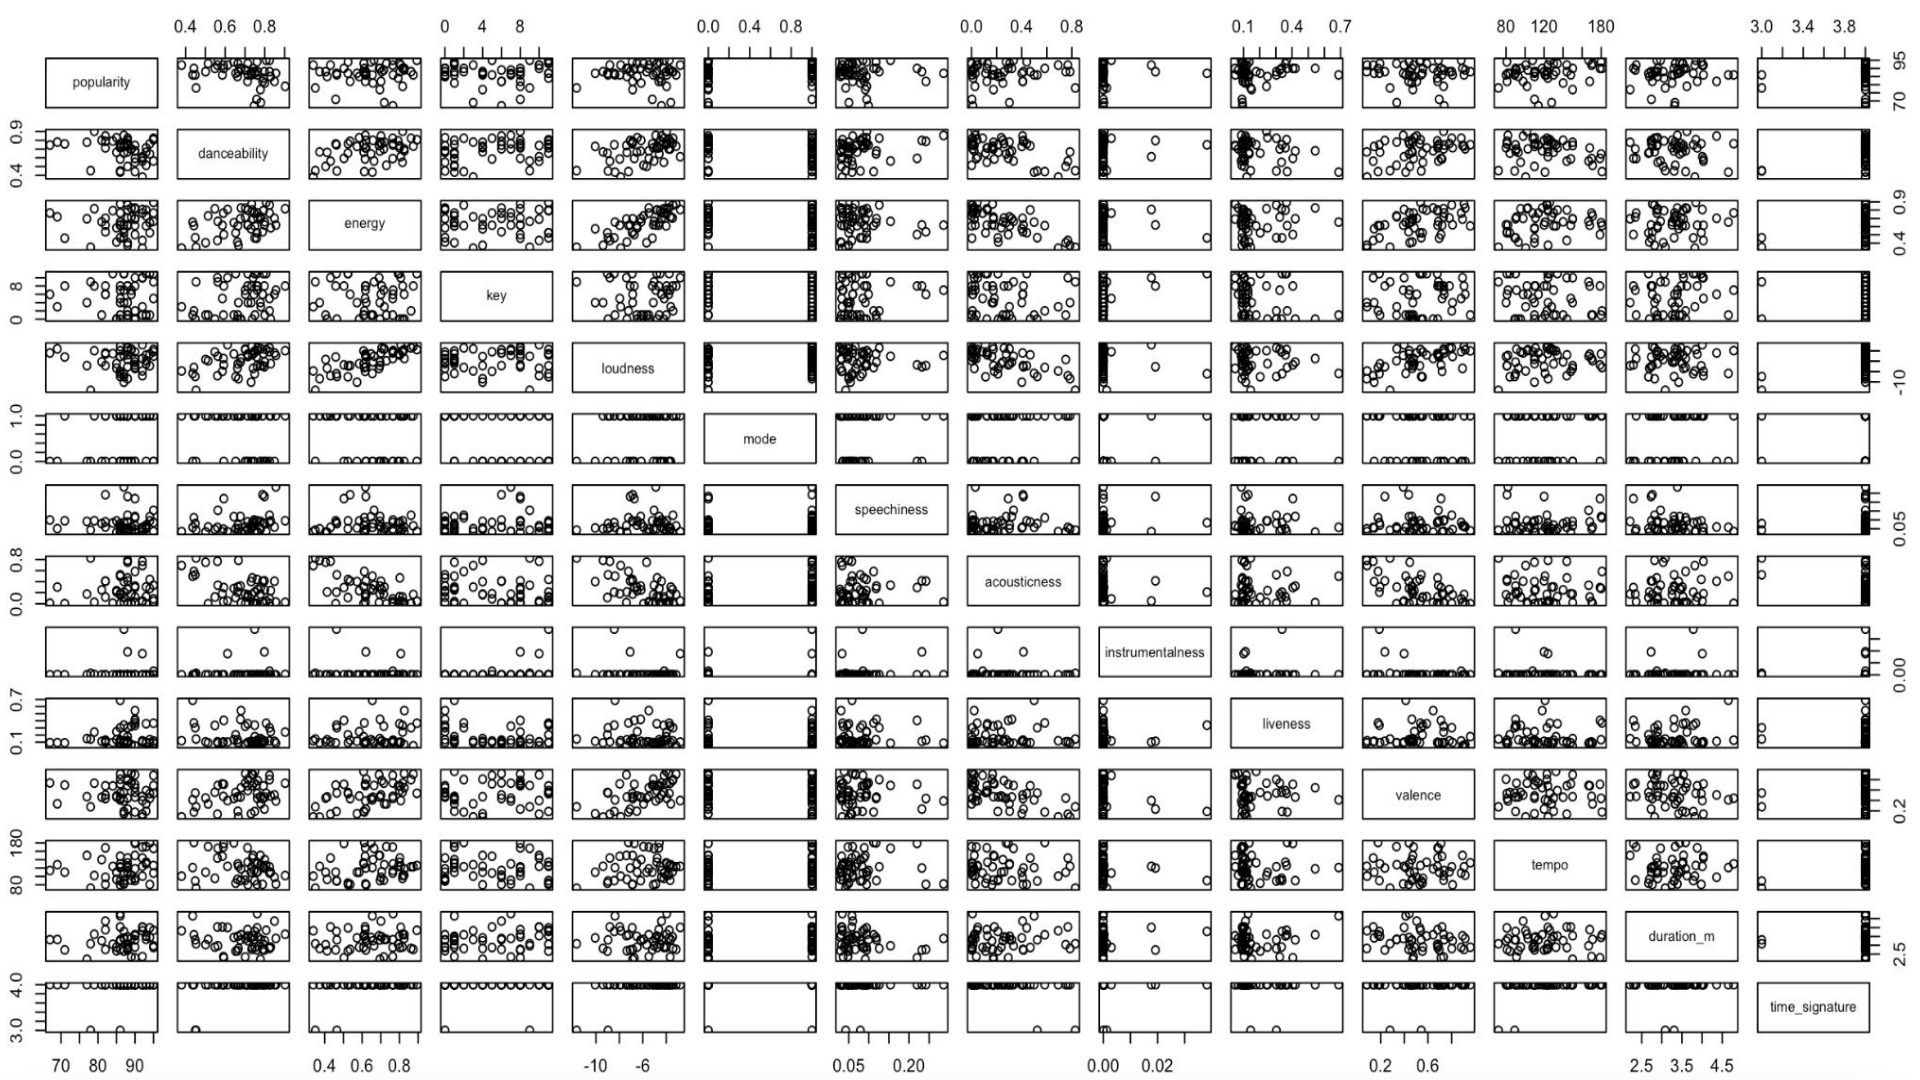 0.4 0.6 0.8 0 4 8 0.0 0.4 0.8 0.0 0.4 0.8 0.1 0.4 0.7 80 120 180 3.0 3.4 3.8
popularity 70 95
0.4 0.9 danceability
energy 0.4 0.9
0 8 key
loudness -10
0.0 1.0 mode
speechiness 0.05
0.0 0.8 acousticness
instrumentalness 0.00
0.1 0.7 liveness
valence 0.2
80 180 tempo
duration_m 2.5
3.0 4.0 time_signature
70 80 90 0.4 0.6 0.8 -10 -6 0.05 0.20 0.00 0.02 0.2 0.6 2.5 3.5 4.5